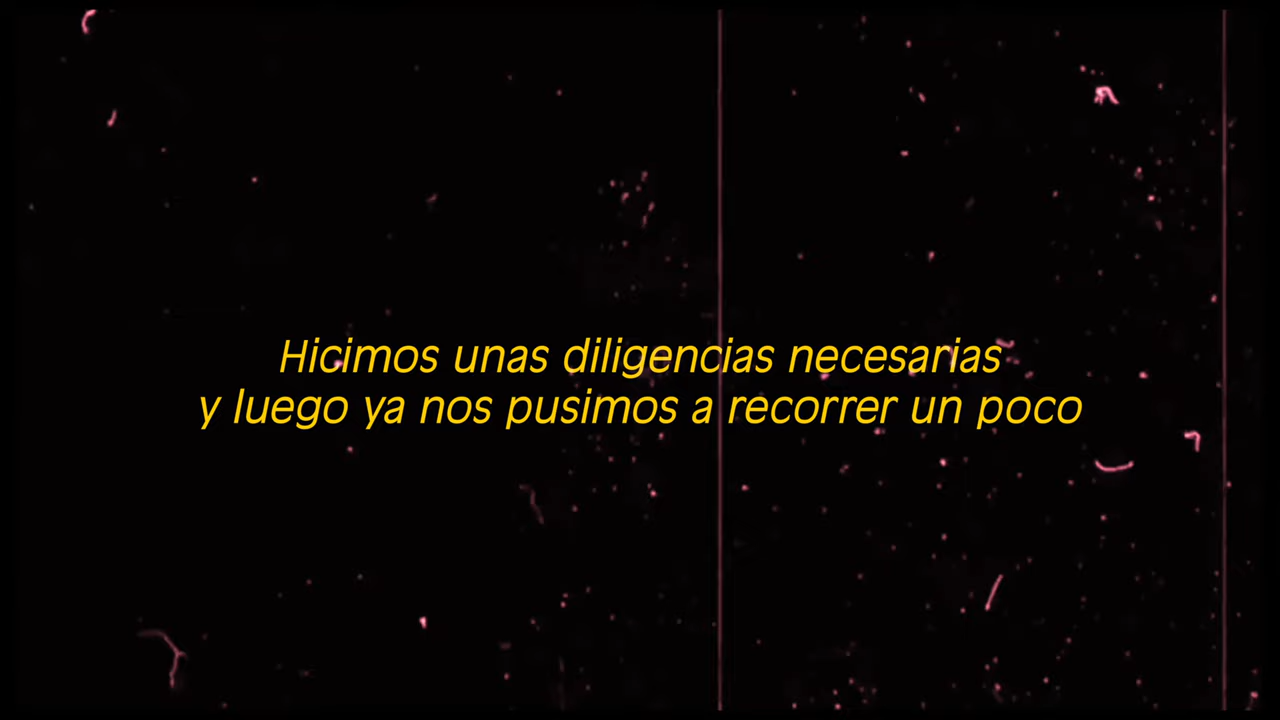 Hicimos unas diligencias necesarias
y luego ya nos pusimos a recorrer un poco